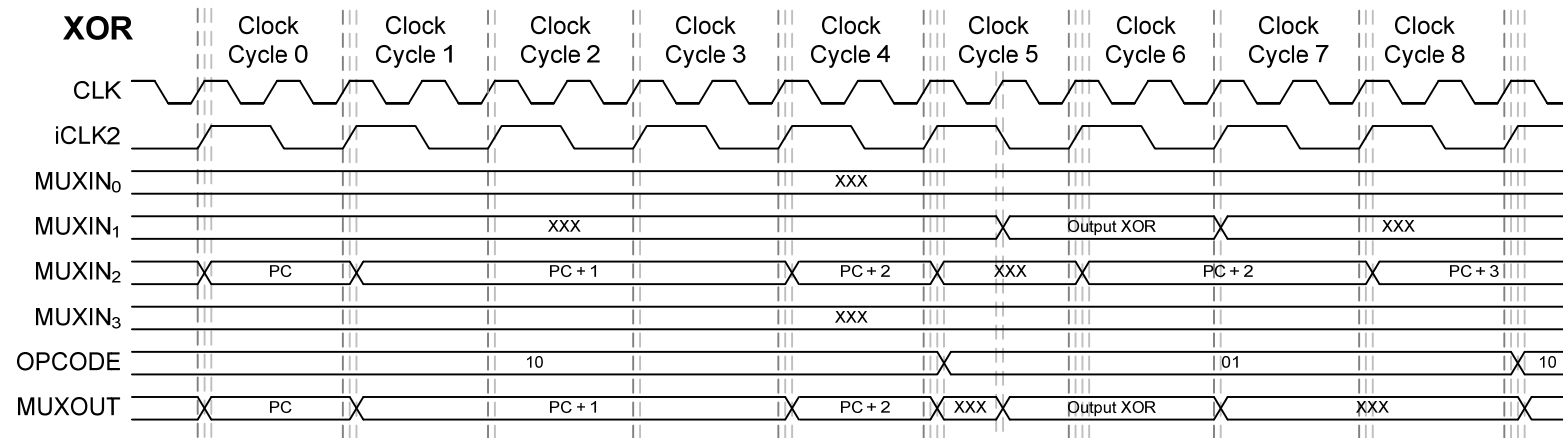 XOR Clock Clock Clock Clock Clock Clock Clock Clock Clock
Cycle 0 Cycle 1 Cycle 2 Cycle 3 Cycle 4 Cycle 5 Cycle 6 Cycle 7 Cycle 8
CLK
iCLK2
MUXIN₀ XXX
MUXIN₁ XXX Output XOR XXX
MUXIN₂ PC PC + 1 PC + 2 XXX PC + 2 PC + 3
MUXIN₃ XXX
OPCODE 10 01 10
MUXOUT PC PC + 1 PC + 2 XXX Output XOR XXX